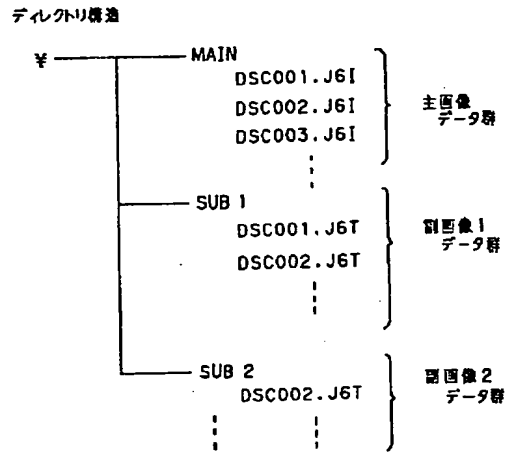 ディレクトリ構造
¥
MAIN
DSC001.J6I
DSC002.J6I
DSC003.J6I
主画像
データ群
SUB 1
DSC001.J6T
DSC002.J6T
副画像1
データ群
SUB 2
DSC002.J6T
副画像2
データ群